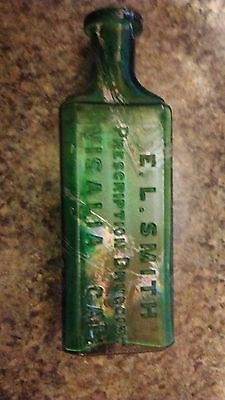 E. L. SMITH
PRESCRIPTION DRUGGIST
VISALIA, CAL.